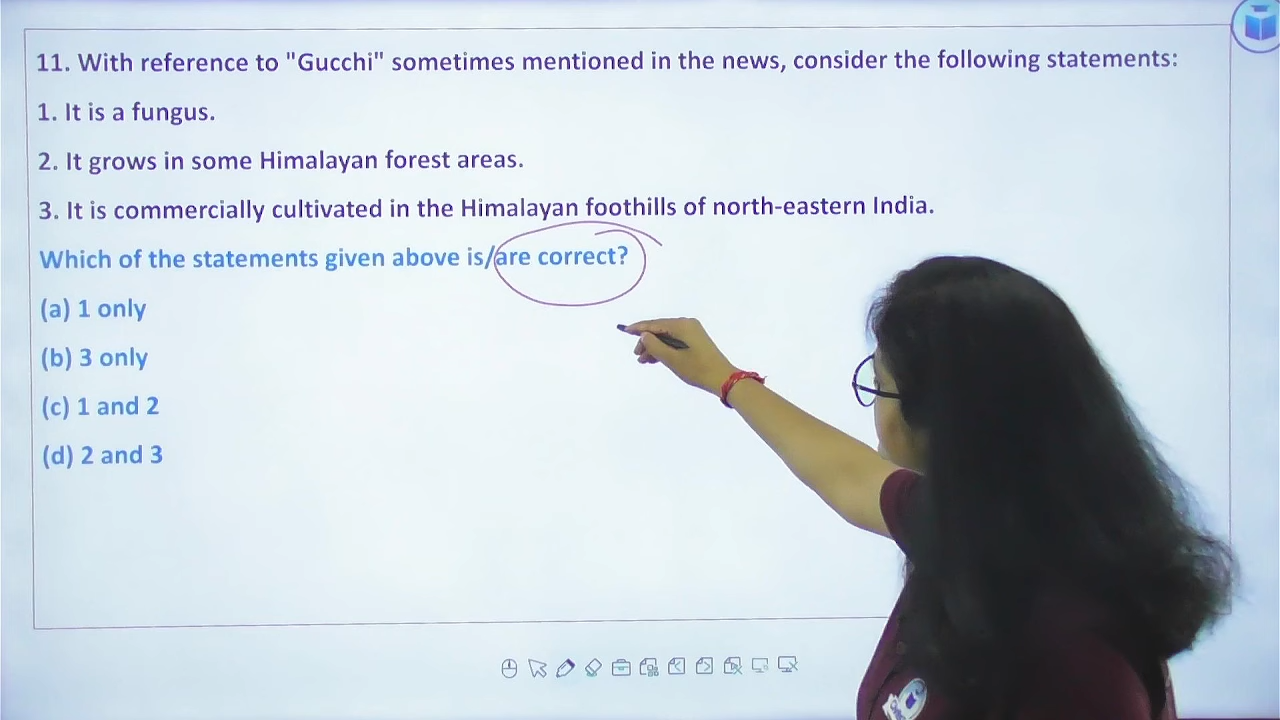 11. With reference to "Gucchi" sometimes mentioned in the news, consider the following statements:
1. It is a fungus.
2. It grows in some Himalayan forest areas.
3. It is commercially cultivated in the Himalayan foothills of north-eastern India.
Which of the statements given above is/are correct?
(a) 1 only
(b) 3 only
(c) 1 and 2
(d) 2 and 3